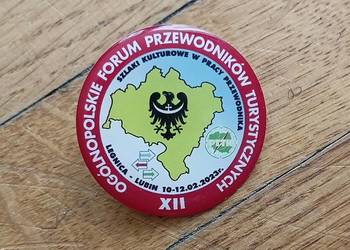 XII OGÓLNOPOLSKIE FORUM PRZEWODNIKÓW TURYSTYCZNYCH
SZLAKI KULTUROWE W PRACY PRZEWODNIKA
LEGNICA - LUBIN 10-12.02.2023r.